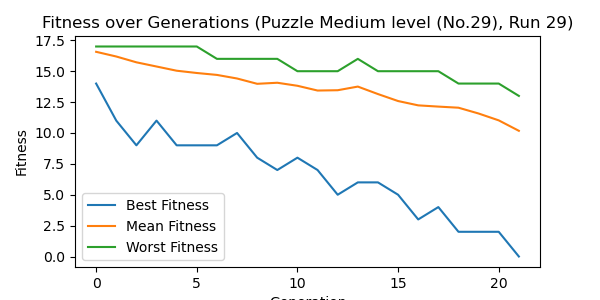 Fitness over Generations (Puzzle Medium level (No.29), Run 29)
17.5
15.0
12.5
10.0
7.5
5.0
2.5
0.0
Fitness
Best Fitness
Mean Fitness
Worst Fitness
0 5 10 15 20
Generation